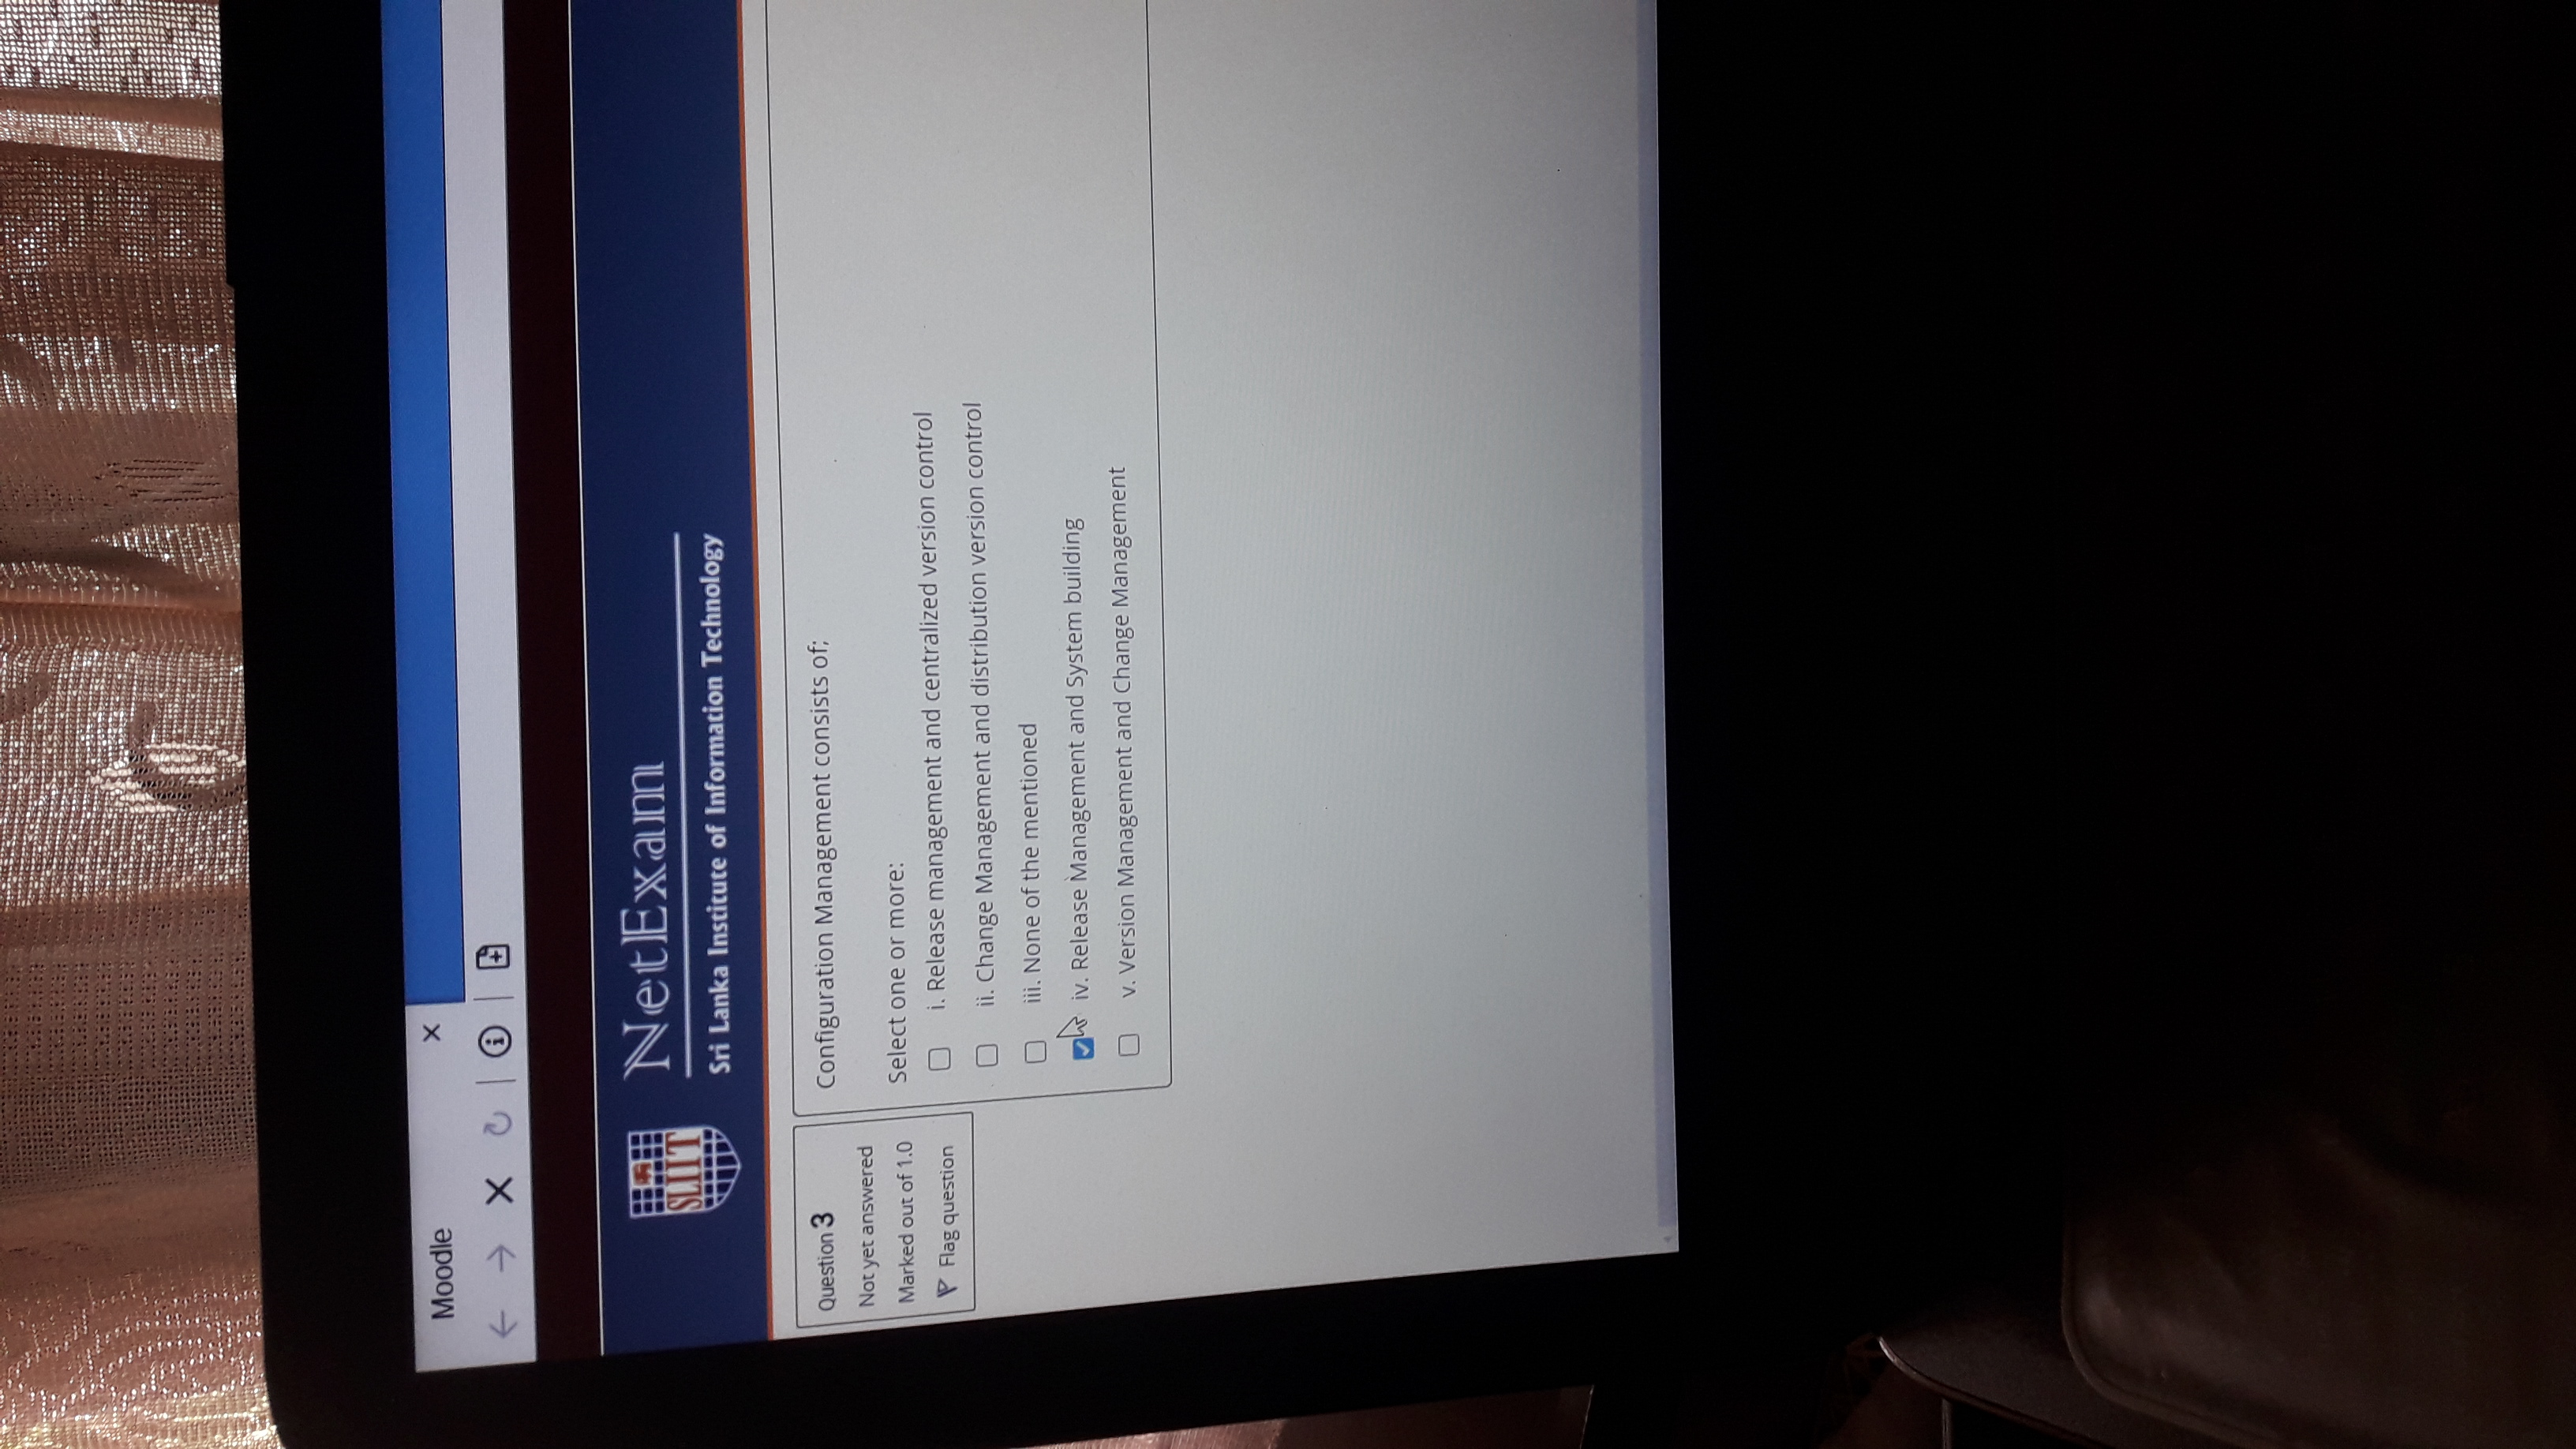 Moodle
NetExam
SLIIT
Sri Lanka Institute of Information Technology
Question 3
Not yet answered
Marked out of 1.0
Flag question
Configuration Management consists of;
Select one or more:
i. Release management and centralized version control
ii. Change Management and distribution version control
iii. None of the mentioned
iv. Release Management and System building
v. Version Management and Change Management